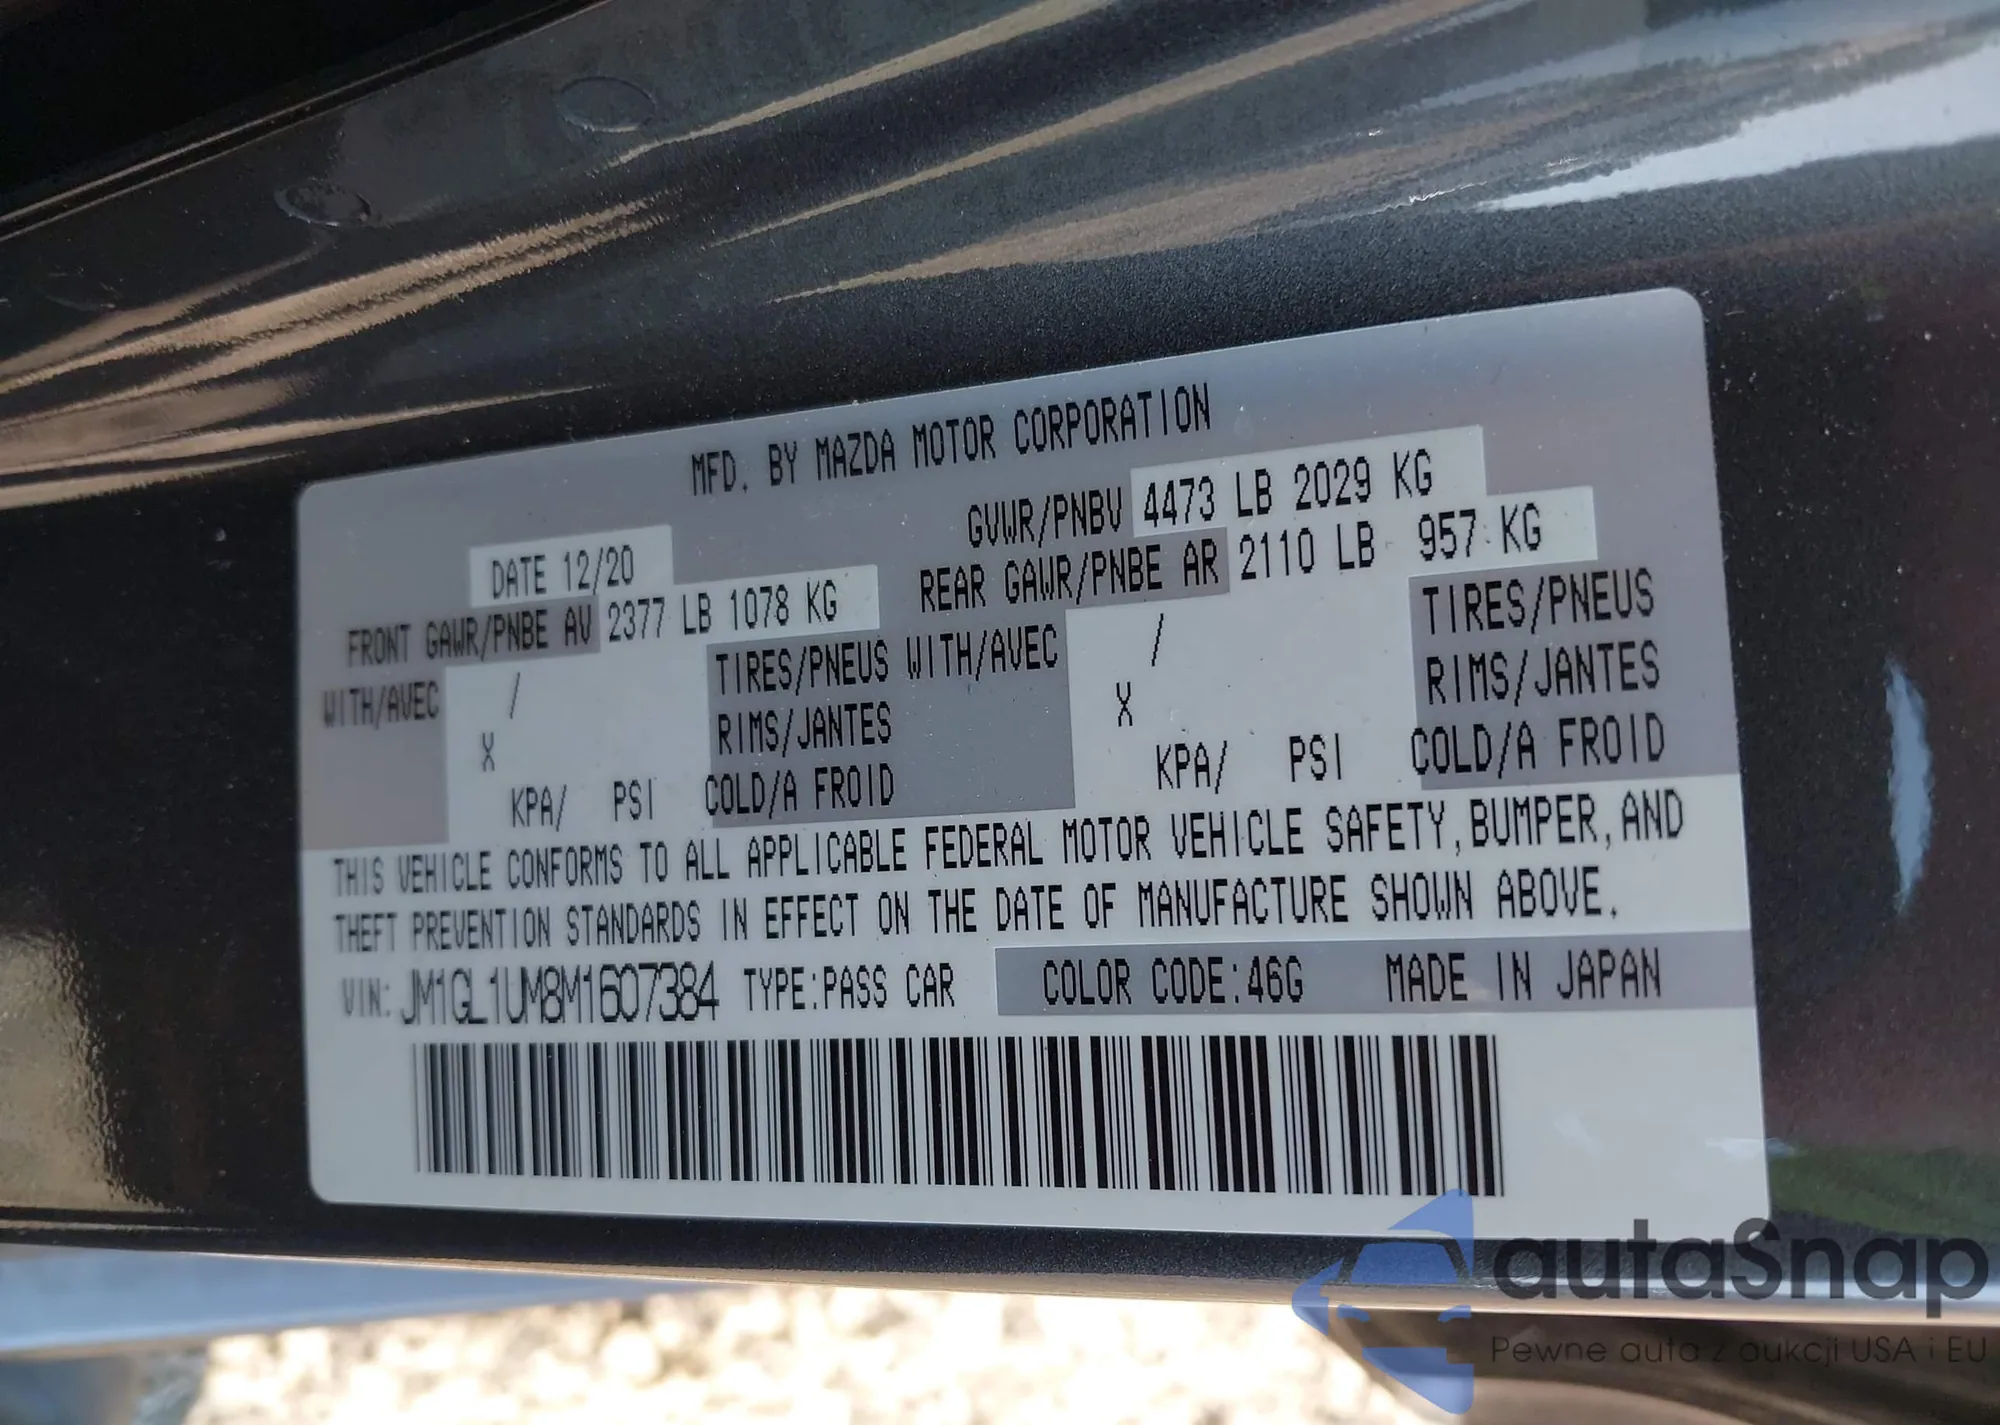 MFD. BY MAZDA MOTOR CORPORATION
DATE 12/20 GVWR/PNBV 4473 LB 2029 KG
FRONT GAWR/PNBE AV 2377 LB 1078 KG REAR GAWR/PNBE AR 2110 LB 957 KG
WITH/AVEC / TIRES/PNEUS WITH/AVEC / TIRES/PNEUS
X RIMS/JANTES X RIMS/JANTES
KPA/ PSI COLD/A FROID KPA/ PSI COLD/A FROID
THIS VEHICLE CONFORMS TO ALL APPLICABLE FEDERAL MOTOR VEHICLE SAFETY, BUMPER, AND
THEFT PREVENTION STANDARDS IN EFFECT ON THE DATE OF MANUFACTURE SHOWN ABOVE.
VIN: JM1GL1UM8M1607384 TYPE:PASS CAR COLOR CODE:46G MADE IN JAPAN
autaSnap
Pewne auta z aukcji USA i EU